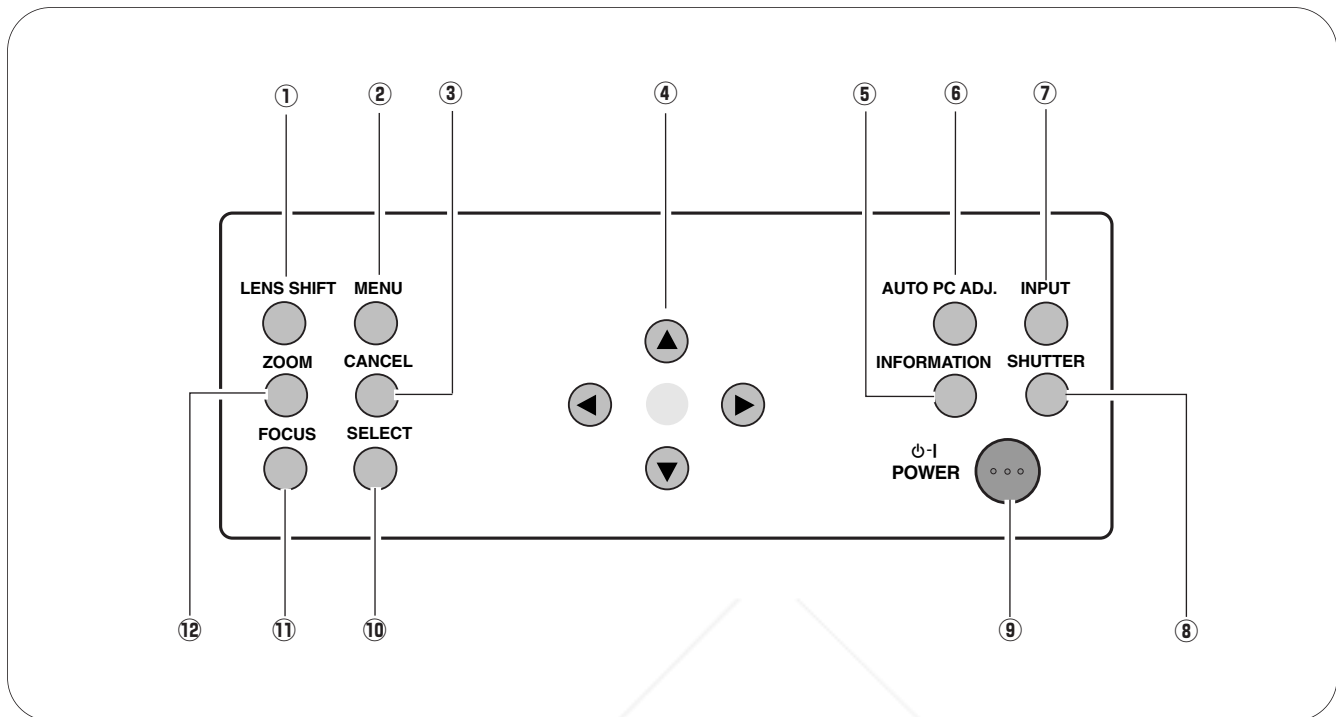 ① ② ③ ④ ⑤ ⑥ ⑦
LENS SHIFT MENU AUTO PC ADJ. INPUT
ZOOM CANCEL INFORMATION SHUTTER
FOCUS SELECT
⏻-I
POWER
⑫ ⑪ ⑩ ⑨ ⑧